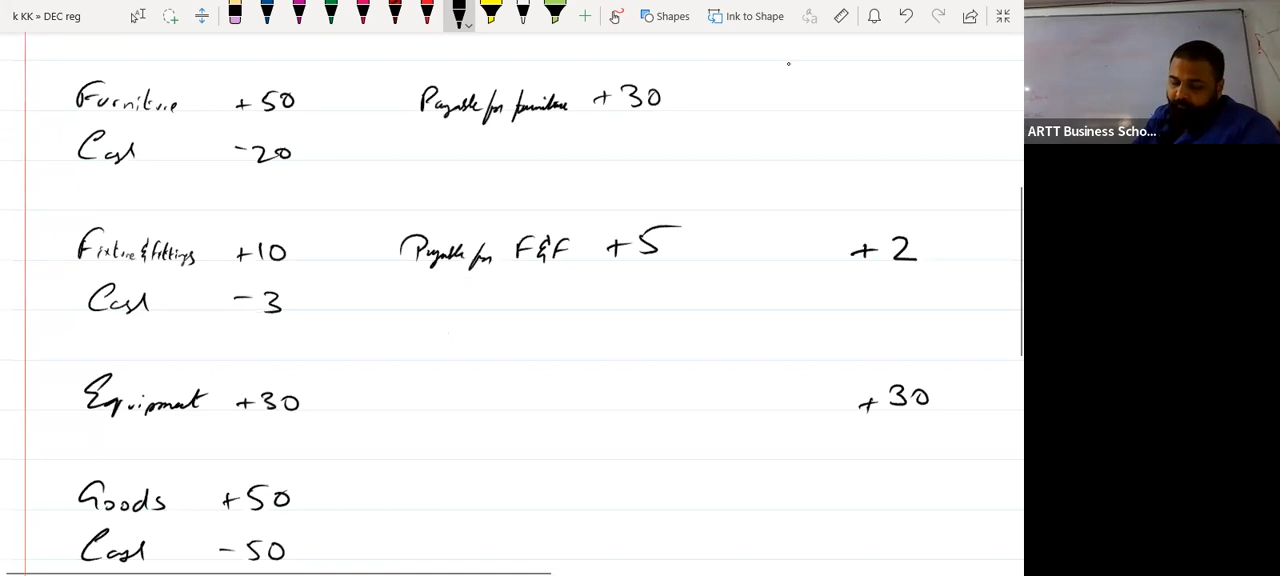 k KK » DEC reg Shapes Ink to Shape
Furniture +50 Payable for furniture +30
Cash -20
ARTT Business Scho...
Fixture & fittings +10 Payable for F&F +5 +2
Cash -3
Equipment +30 +30
Goods +50
Cash -50